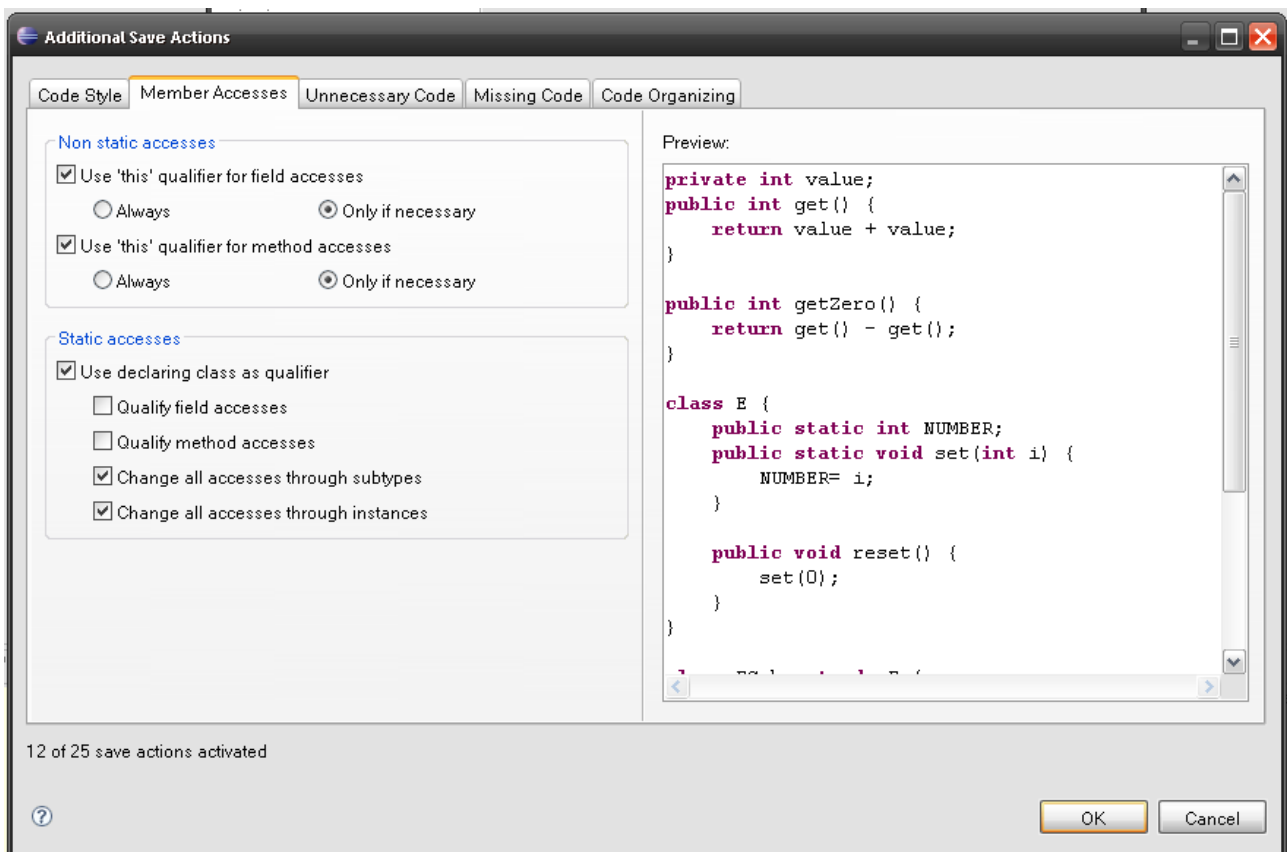 Additional Save Actions
Code Style Member Accesses Unnecessary Code Missing Code Code Organizing
Non static accesses
Use 'this' qualifier for field accesses
Always Only if necessary
Use 'this' qualifier for method accesses
Always Only if necessary
Static accesses
Use declaring class as qualifier
Qualify field accesses
Qualify method accesses
Change all accesses through subtypes
Change all accesses through instances
Preview:
private int value;
public int get() {
    return value + value;
}
public int getZero() {
    return get() - get();
}
class E {
    public static int NUMBER;
    public static void set(int i) {
        NUMBER= i;
    }
    public void reset() {
        set(0);
    }
}
12 of 25 save actions activated
?
OK Cancel